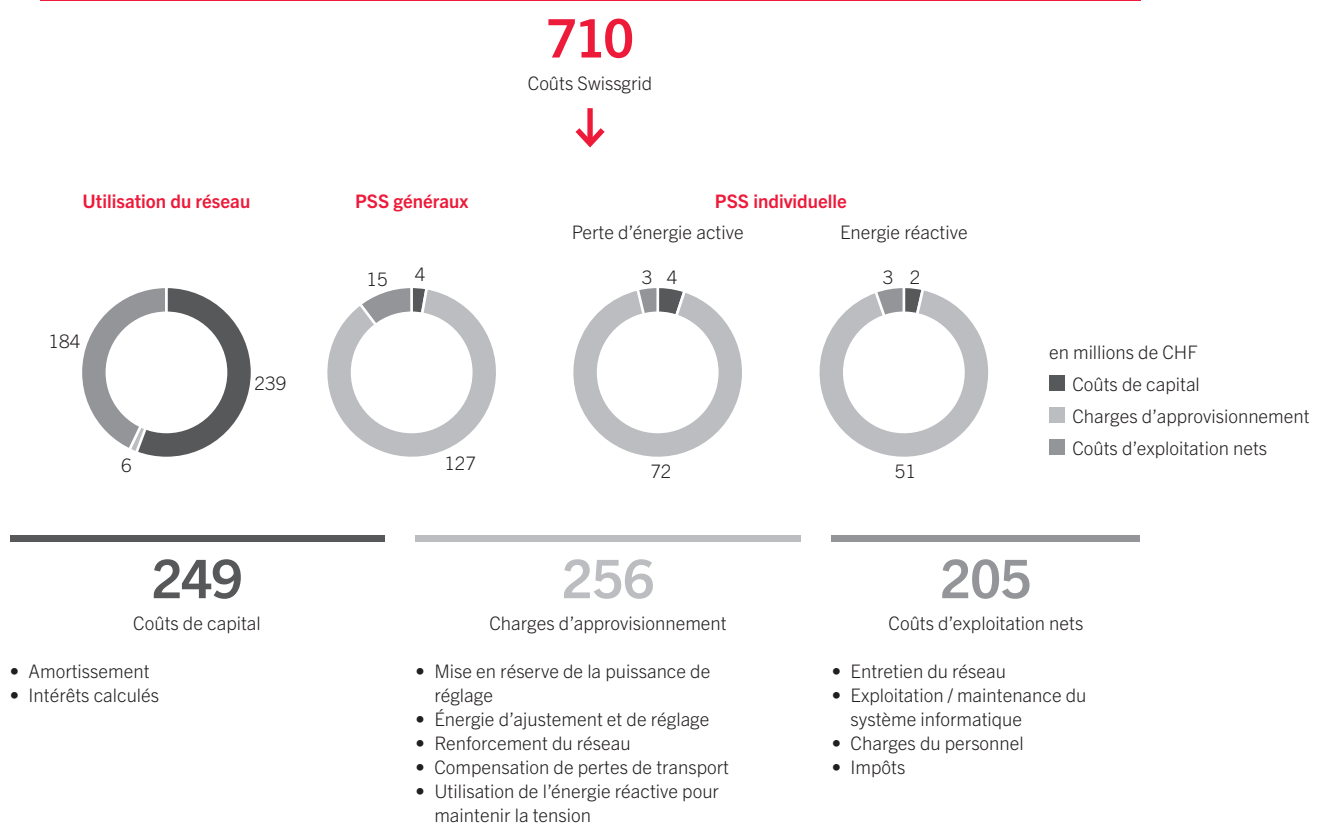 710
Coûts Swissgrid
Utilisation du réseau
PSS généraux
PSS individuelle
Perte d'énergie active
Energie réactive
184
239
6
15
4
127
3
4
72
3
2
51
en millions de CHF
Coûts de capital
Charges d'approvisionnement
Coûts d'exploitation nets
249
Coûts de capital
• Amortissement
• Intérêts calculés
256
Charges d'approvisionnement
• Mise en réserve de la puissance de
réglage
• Énergie d'ajustement et de réglage
• Renforcement du réseau
• Compensation de pertes de transport
• Utilisation de l'énergie réactive pour
maintenir la tension
205
Coûts d'exploitation nets
• Entretien du réseau
• Exploitation / maintenance du
système informatique
• Charges du personnel
• Impôts